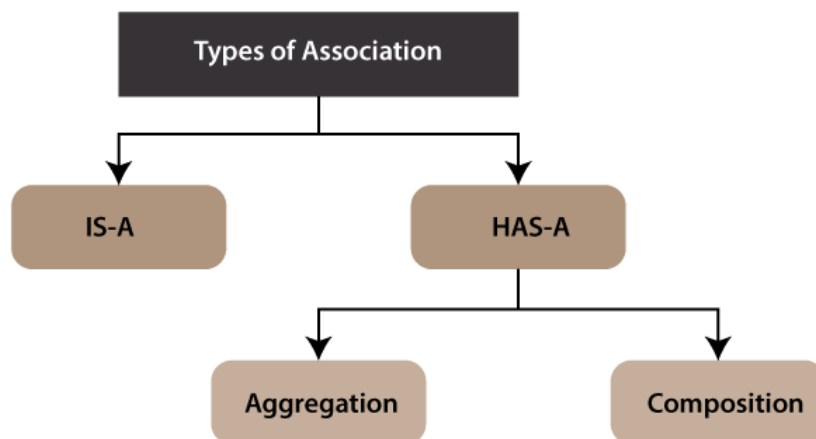 Types of Association
IS-A
HAS-A
Aggregation
Composition